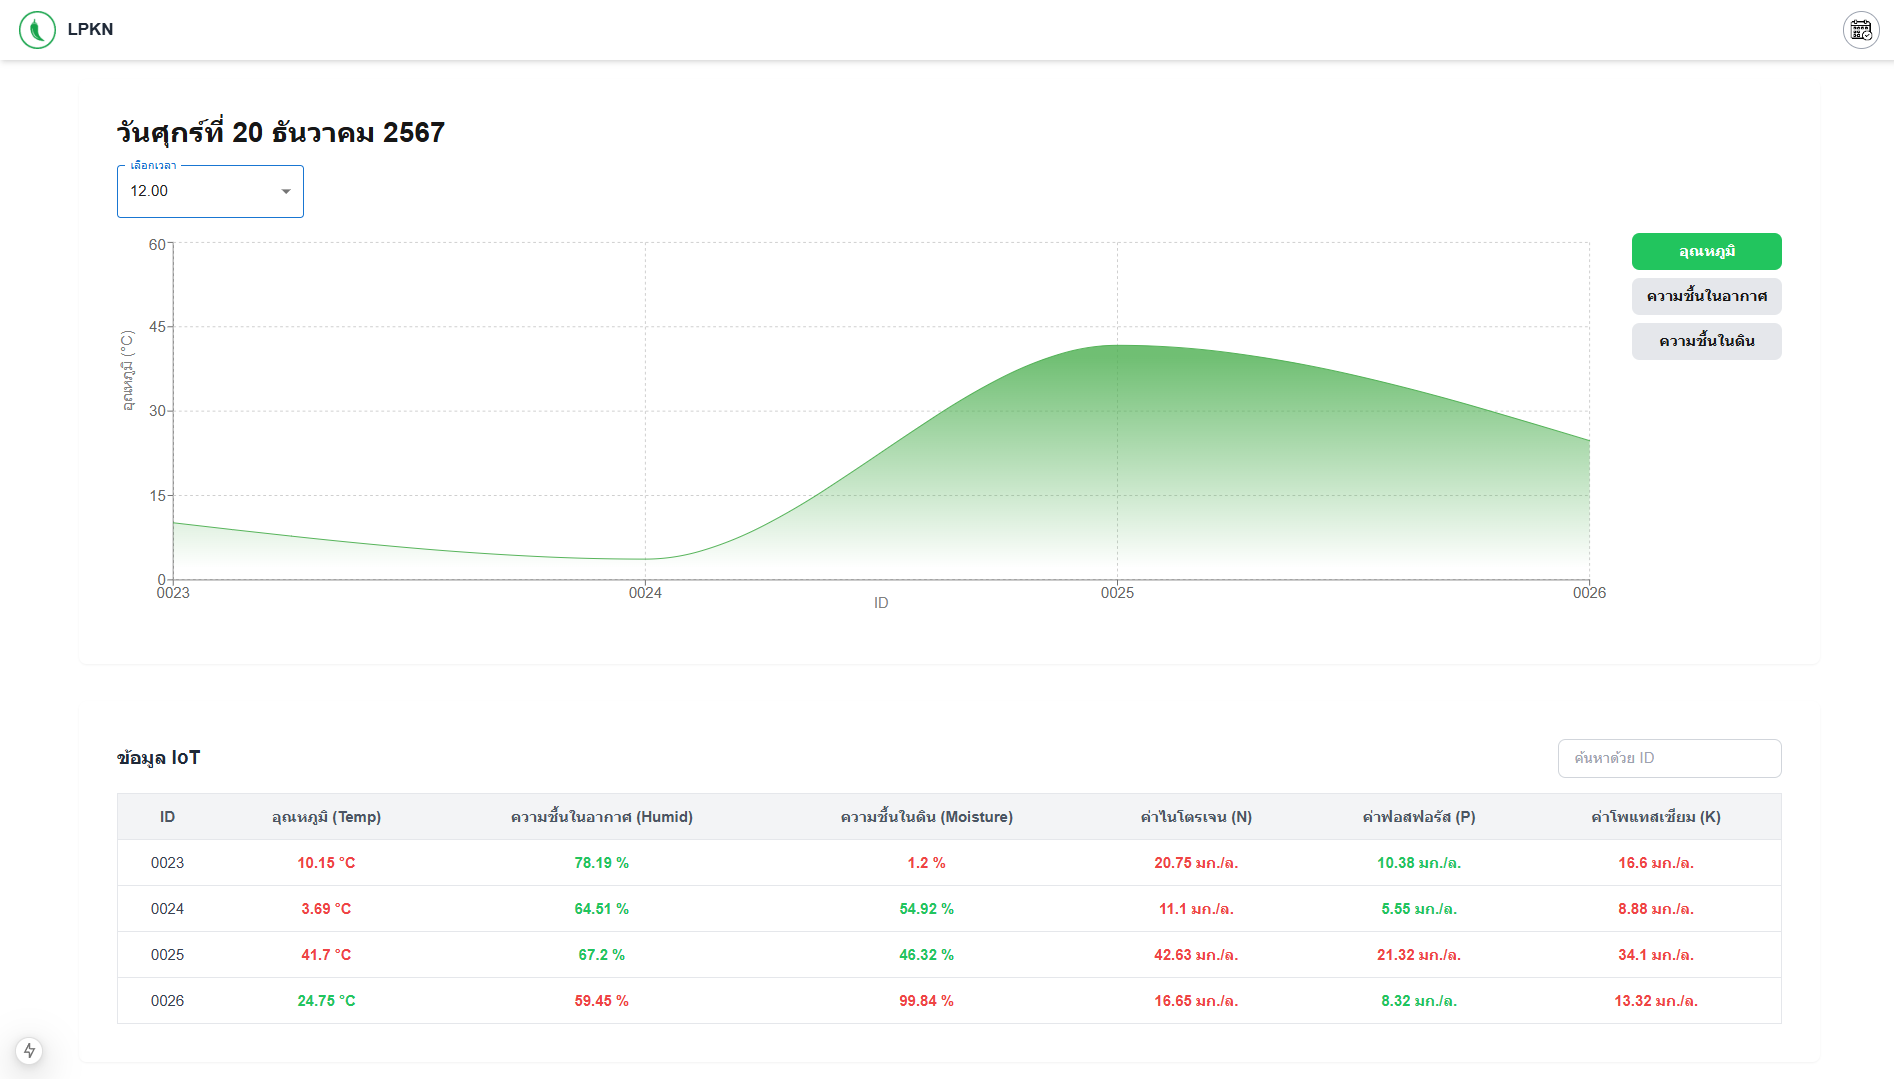 LPKN
วันศุกร์ที่ 20 ธันวาคม 2567
เลือกเวลา
12.00
60
45
30
15
0
อุณหภูมิ (°C)
0023 0024 0025 0026
ID
อุณหภูมิ
ความชื้นในอากาศ
ความชื้นในดิน
ข้อมูล IoT
ค้นหาด้วย ID
ID อุณหภูมิ (Temp) ความชื้นในอากาศ (Humid) ความชื้นในดิน (Moisture) ค่าไนโตรเจน (N) ค่าฟอสฟอรัส (P) ค่าโพแทสเซียม (K)
0023 10.15 °C 78.19 % 1.2 % 20.75 มก./ล. 10.38 มก./ล. 16.6 มก./ล.
0024 3.69 °C 64.51 % 54.92 % 11.1 มก./ล. 5.55 มก./ล. 8.88 มก./ล.
0025 41.7 °C 67.2 % 46.32 % 42.63 มก./ล. 21.32 มก./ล. 34.1 มก./ล.
0026 24.75 °C 59.45 % 99.84 % 16.65 มก./ล. 8.32 มก./ล. 13.32 มก./ล.